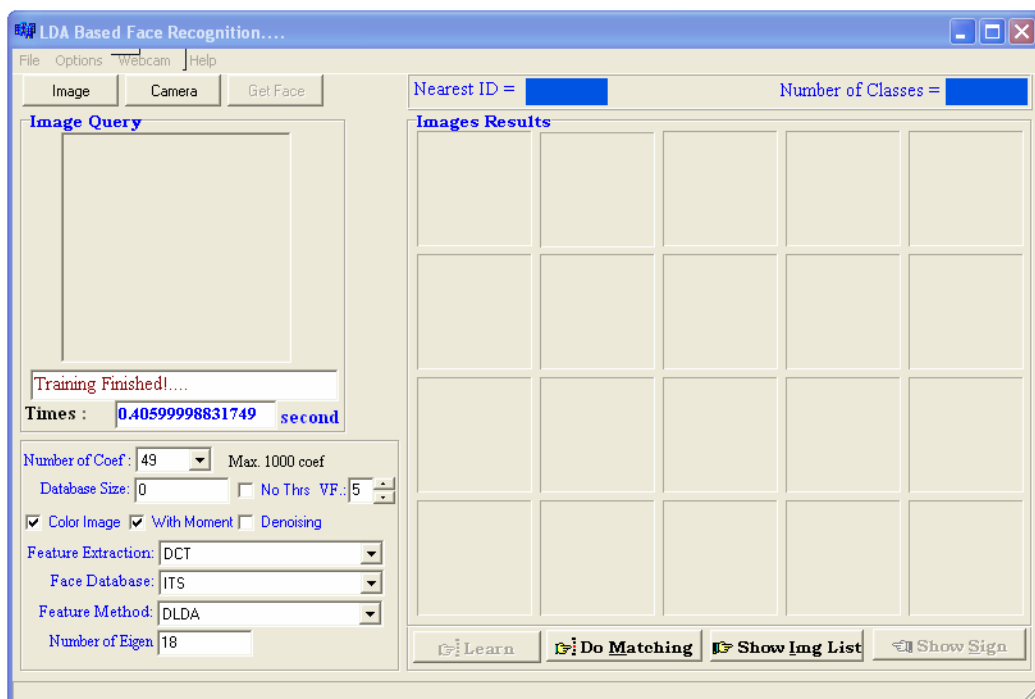 LDA Based Face Recognition....
File Options Webcam Help
Image Camera Get Face
Nearest ID = Number of Classes =
Image Query
Images Results
Training Finished!....
Times : 0.40599998831749 second
Number of Coef : 49 Max. 1000 coef
Database Size: 0 No Thrs VF.: 5
Color Image With Moment Denoising
Feature Extraction: DCT
Face Database: ITS
Feature Method: DLDA
Number of Eigen 18
Learn Do Matching Show Img List Show Sign